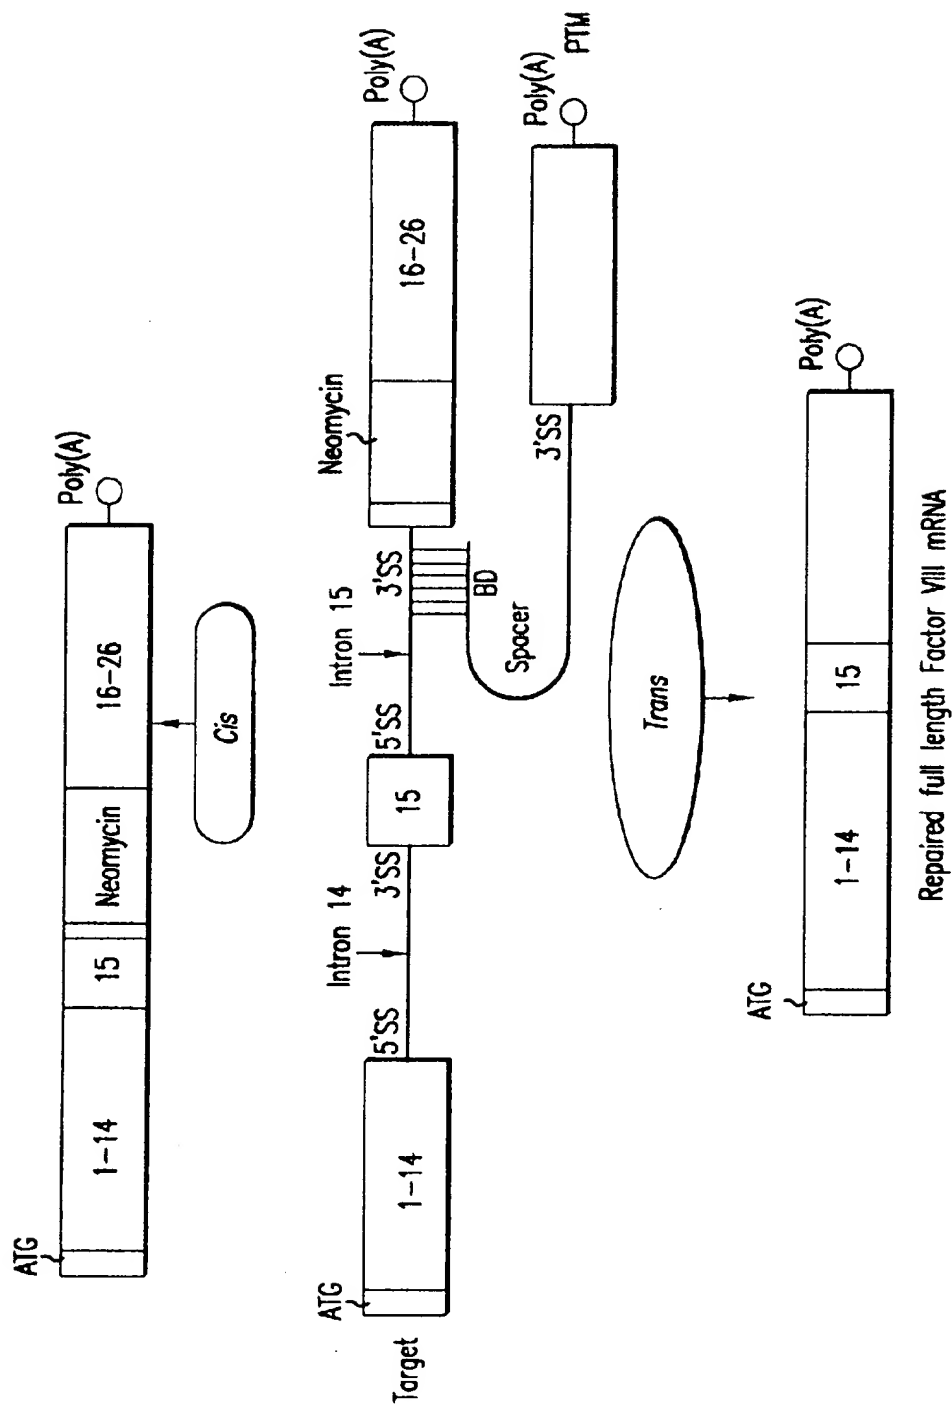 ATG
1-14
15
Neomycin
16-26
Poly(A)
Cis
Target
ATG
1-14
5'SS
Intron 14
3'SS
15
5'SS
Intron 15
3'SS
Neomycin
16-26
Poly(A)
BD
Spacer
3'SS
Poly(A)
PTM
Trans
ATG
1-14
15
Poly(A)
Repaired full length Factor VIII mRNA